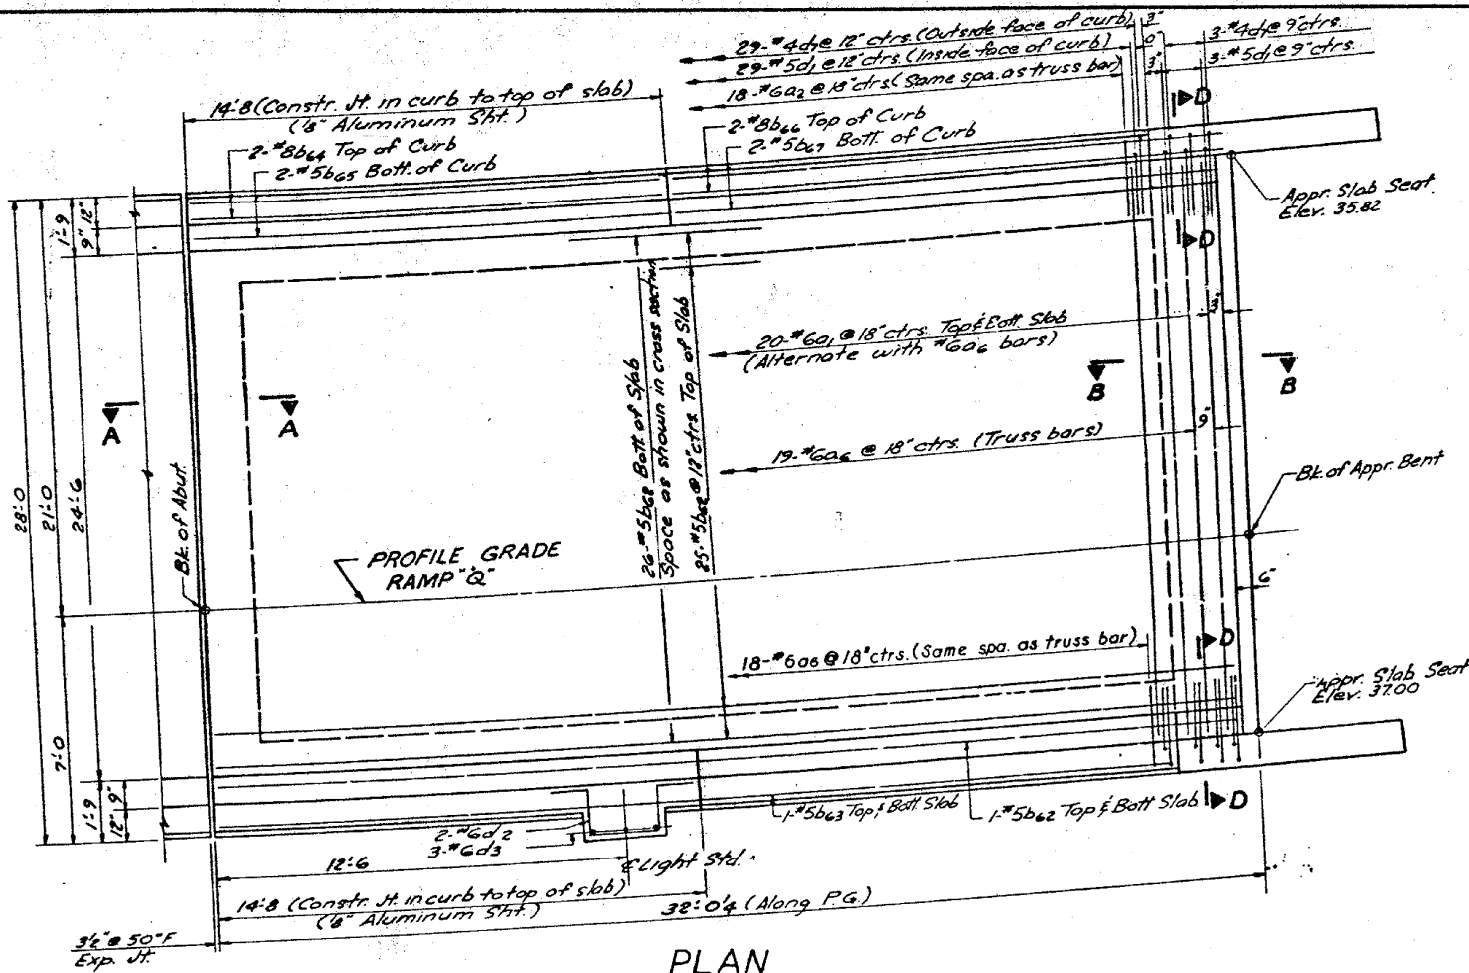 29-#4d1@ 12" ctrs. (Outside face of curb)
29-#5d1 @ 12" ctrs. (Inside face of curb)
18-#6a2 @ 18" ctrs. (Same spa. as truss bar)
3"
0"
3"
3-#4d1@ 9" ctrs.
3-#5d1@ 9" ctrs.
14'-8 (Constr. Jt. in curb to top of slab)
(1/8" Aluminum Sht.)
2-#8b64 Top of Curb
2-#5b65 Bott. of Curb
2-#8b66 Top of Curb
2-#5b67 Bott. of Curb
D
D
Appr. Slab Seat
Elev. 35.82
1'-9
9" 12"
28'-0
21'-0
24'-6
7'-0
1'-9
12" 9"
Bk. of Abut.
26-#5b68 Bott. of Slab
Space as shown in cross section
25-#5b68 @ 12" ctrs. Top of Slab
20-#6a1 @ 18" ctrs. Top & Bott. Slab
(Alternate with #6a6 bars)
3"
A
A
B
B
19-#6a6 @ 18" ctrs. (Truss bars)
9"
Bk. of Appr. Bent
PROFILE GRADE
RAMP "Q"
6"
18-#6a8 @ 18" ctrs. (Same spa. as truss bar)
D
Appr. Slab Seat
Elev. 37.00
1-#5b63 Top & Bott Slab
1-#5b62 Top & Bott Slab
D
2-#6d2
3-#6d3
12'-6
℄ Light Std.
14'-8 (Constr. Jt. in curb to top of slab)
(1/8" Aluminum Sht.)
32'-0 1/4 (Along P.G.)
3 1/2" @ 50°F
Exp. Jt.
PLAN